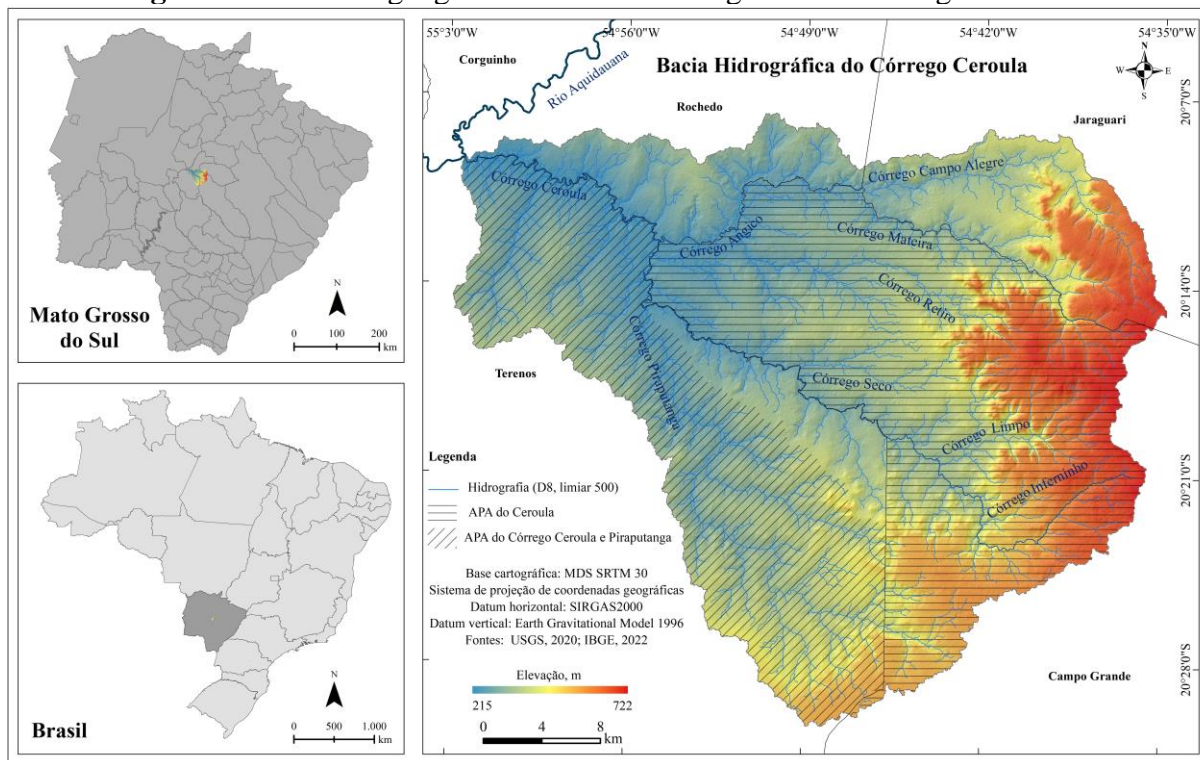 N
Mato Grosso
do Sul
0 100 200
km
Brasil
N
0 500 1.000
km
55°3'0"W 54°56'0"W 54°49'0"W 54°42'0"W 54°35'0"W
Bacia Hidrográfica do Córrego Ceroula
N
W E
S
Corguinho
Rio Aquidauana
Rochedo
Jaraguari
20°7'0"S
Córrego Ceroula
Córrego Campo Alegre
Córrego Angico
Córrego Mateira
Córrego Retiro
20°14'0"S
Terenos
Córrego Piraputanga
Córrego Seco
Córrego Limpo
Córrego Inferninho
20°21'0"S
Legenda
Hidrografia (D8, limiar 500)
APA do Ceroula
APA do Córrego Ceroula e Piraputanga
Base cartográfica: MDS SRTM 30
Sistema de projeção de coordenadas geográficas
Datum horizontal: SIRGAS2000
Datum vertical: Earth Gravitational Model 1996
Fontes: USGS, 2020; IBGE, 2022
Elevação, m
215 722
0 4 8
km
Campo Grande
20°28'0"S